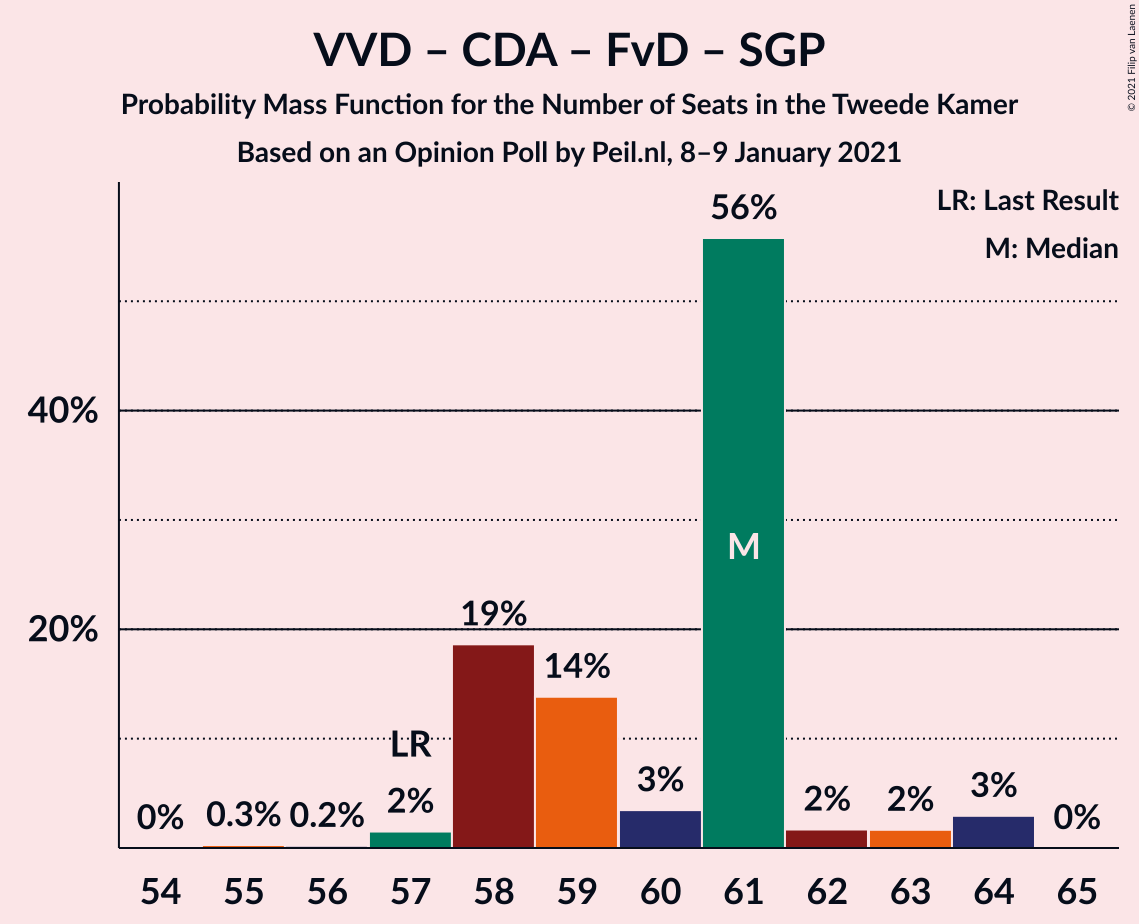 VVD – CDA – FvD – SGP
Probability Mass Function for the Number of Seats in the Tweede Kamer
Based on an Opinion Poll by Peil.nl, 8–9 January 2021
© 2021 Filip van Laenen
LR: Last Result
M: Median
56%
40%
M
20%
19%
14%
LR
0%
0.3%
0.2%
2%
3%
2%
2%
3%
0%
54 55 56 57 58 59 60 61 62 63 64 65